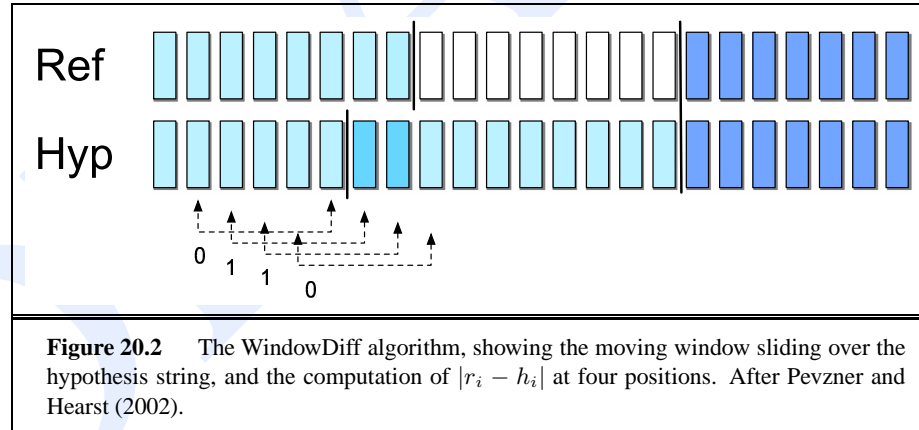 Ref
Hyp
0 1 1 0
Figure 20.2 The WindowDiff algorithm, showing the moving window sliding over the
hypothesis string, and the computation of |r_i − h_i| at four positions. After Pevzner and
Hearst (2002).